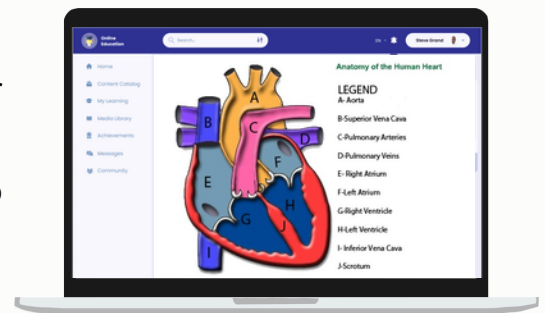 Online
Education
Search...
EN
Steve Grand
Home
Content Catalog
My Learning
Media Library
Achievements
Messages
Community
Anatomy of the Human Heart
LEGEND
A- Aorta
B-Superior Vena Cava
C-Pulmonary Arteries
D-Pulmonary Veins
E- Right Atrium
F-Left Atrium
G-Right Ventricle
H-Left Ventricle
I- Inferior Vena Cava
J-Scrotum
A
B
C
D
E
F
G
H
I
J